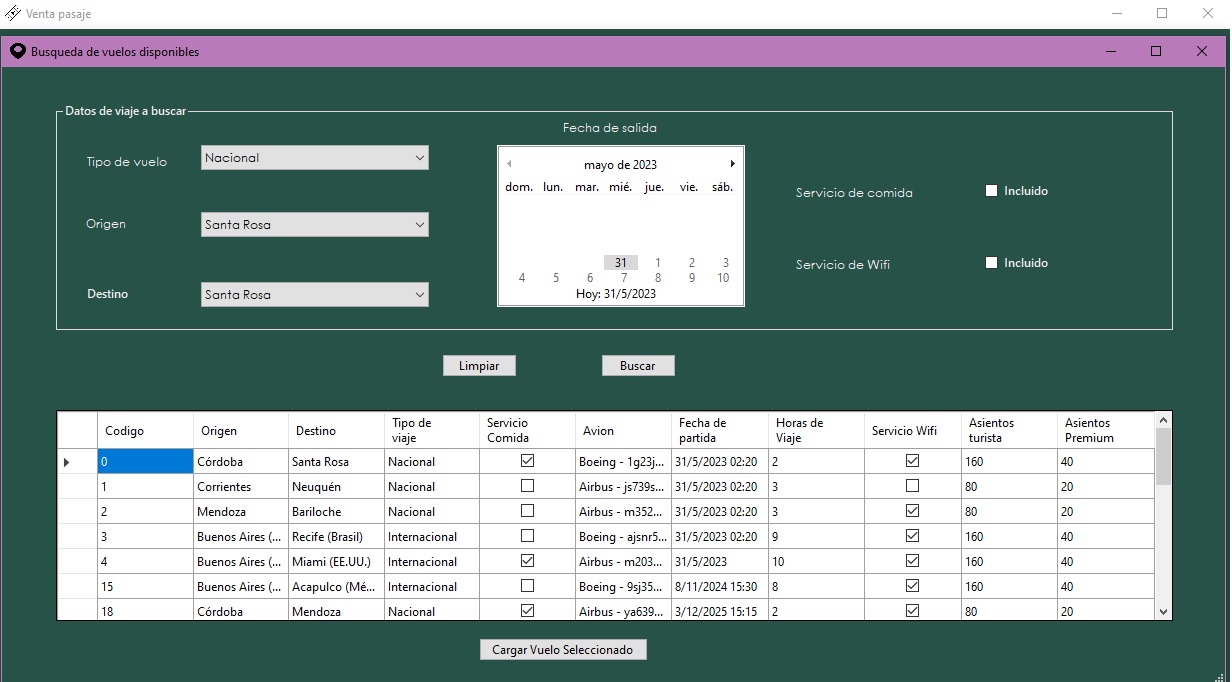 Venta pasaje
Busqueda de vuelos disponibles
Datos de viaje a buscar
Fecha de salida
Tipo de vuelo
Nacional
mayo de 2023
dom. lun. mar. mié. jue. vie. sáb.
Servicio de comida
Incluido
Origen
Santa Rosa
31 1 2 3
4 5 6 7 8 9 10
Hoy: 31/5/2023
Servicio de Wifi
Incluido
Destino
Santa Rosa
Limpiar
Buscar
Codigo Origen Destino Tipo de viaje Servicio Comida Avion Fecha de partida Horas de Viaje Servicio Wifi Asientos turista Asientos Premium
0 Córdoba Santa Rosa Nacional Boeing - 1g23j... 31/5/2023 02:20 2 160 40
1 Corrientes Neuquén Nacional Airbus - js739s... 31/5/2023 02:20 3 80 20
2 Mendoza Bariloche Nacional Airbus - m352... 31/5/2023 02:20 3 80 20
3 Buenos Aires (... Recife (Brasil) Internacional Boeing - ajsnr5... 31/5/2023 02:20 9 160 40
4 Buenos Aires (... Miami (EE.UU.) Internacional Airbus - m203... 31/5/2023 10 160 40
15 Buenos Aires (... Acapulco (Mé... Internacional Boeing - 9sj35... 8/11/2024 15:30 8 160 40
18 Córdoba Mendoza Nacional Airbus - ya639... 3/12/2025 15:15 2 80 20
Cargar Vuelo Seleccionado